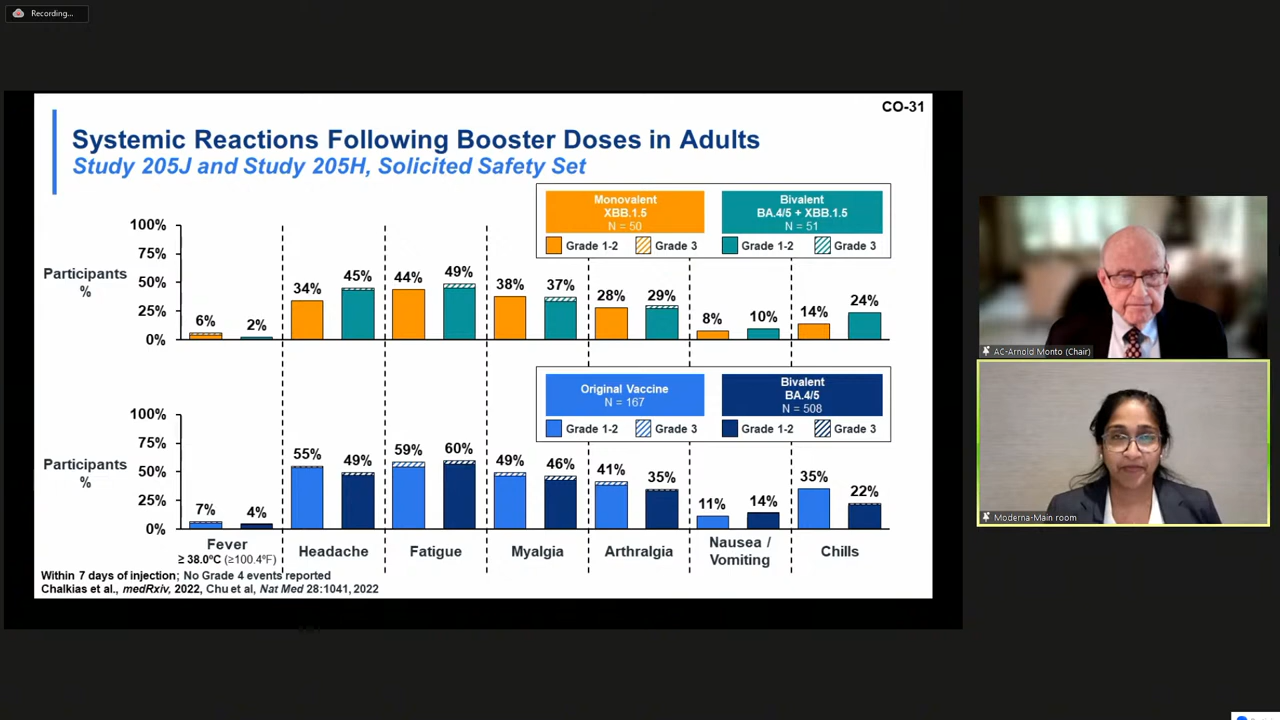 Recording...
CO-31
Systemic Reactions Following Booster Doses in Adults
Study 205J and Study 205H, Solicited Safety Set
Monovalent
XBB.1.5
N = 50
Bivalent
BA.4/5 + XBB.1.5
N = 51
Grade 1-2 Grade 3 Grade 1-2 Grade 3
Participants
%
100%
75%
50%
25%
0%
6% 2% 34% 45% 44% 49% 38% 37% 28% 29% 8% 10% 14% 24%
Original Vaccine
N = 167
Bivalent
BA.4/5
N = 508
Grade 1-2 Grade 3 Grade 1-2 Grade 3
Participants
%
100%
75%
50%
25%
0%
7% 4% 55% 49% 59% 60% 49% 46% 41% 35% 11% 14% 35% 22%
Fever
≥ 38.0ºC (≥100.4ºF)
Headache
Fatigue
Myalgia
Arthralgia
Nausea /
Vomiting
Chills
Within 7 days of injection; No Grade 4 events reported
Chalkias et al., medRxiv, 2022, Chu et al, Nat Med 28:1041, 2022
AC-Arnold Monto (Chair)
Moderna-Main room